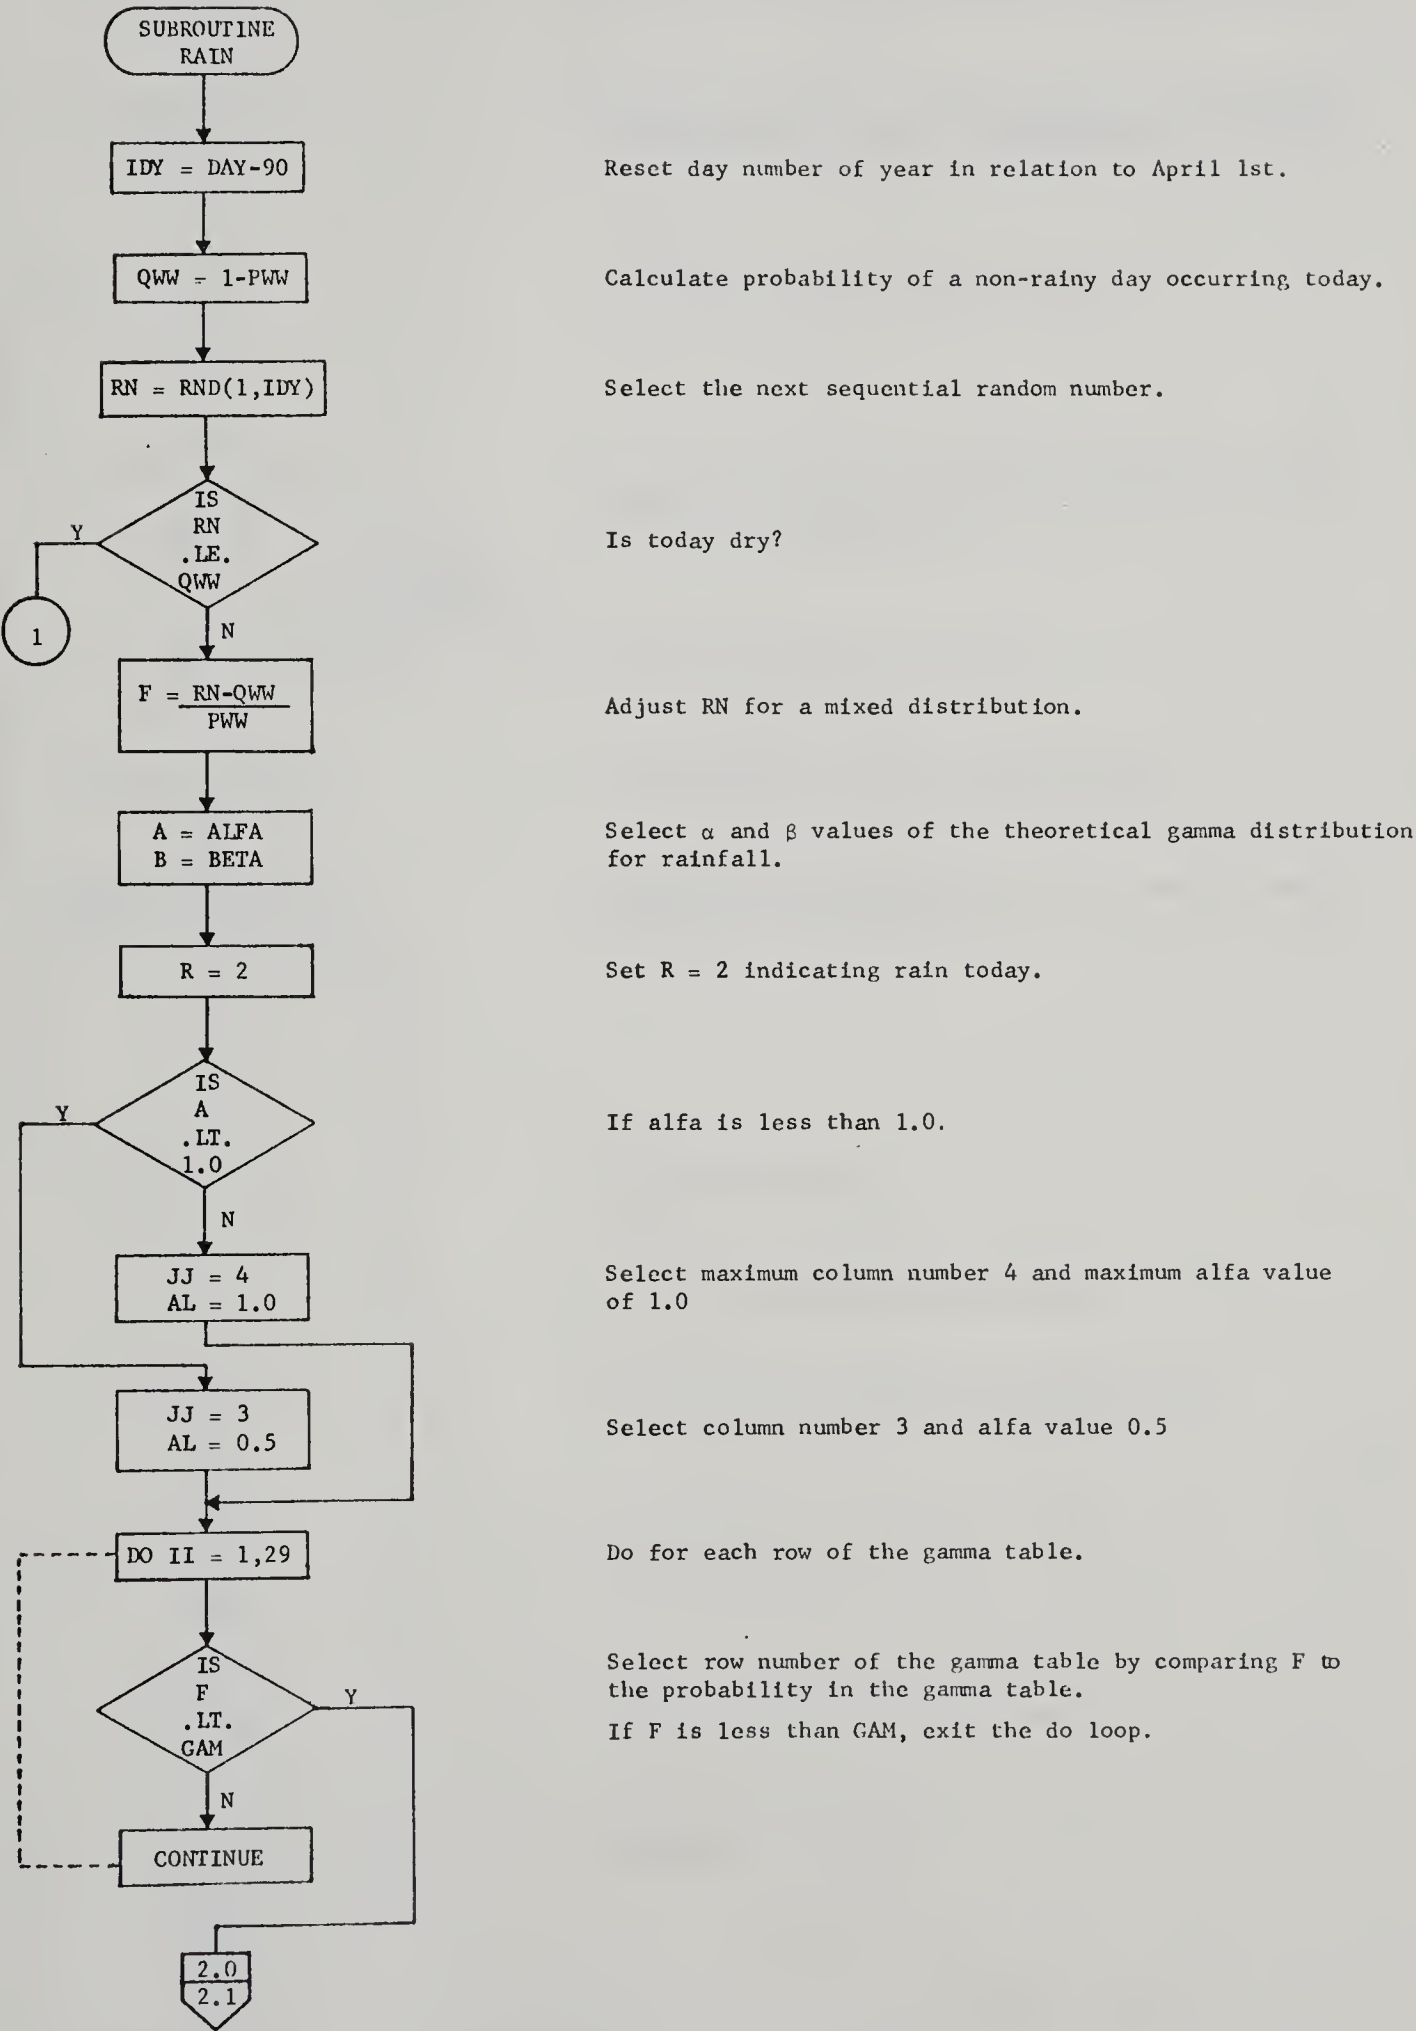 SUBROUTINE
RAIN
IDY = DAY-90
Reset day number of year in relation to April 1st.
QWW = 1-PWW
Calculate probability of a non-rainy day occurring today.
RN = RND(1,IDY)
Select the next sequential random number.
IS
RN
.LE.
QWW
Y
Is today dry?
1
N
F = RN-QWW
PWW
Adjust RN for a mixed distribution.
A = ALFA
B = BETA
Select α and β values of the theoretical gamma distribution
for rainfall.
R = 2
Set R = 2 indicating rain today.
IS
A
.LT.
1.0
Y
If alfa is less than 1.0.
N
JJ = 4
AL = 1.0
Select maximum column number 4 and maximum alfa value
of 1.0
JJ = 3
AL = 0.5
Select column number 3 and alfa value 0.5
DO II = 1,29
Do for each row of the gamma table.
IS
F
.LT.
GAM
Y
Select row number of the gamma table by comparing F to
the probability in the gamma table.
If F is less than GAM, exit the do loop.
N
CONTINUE
2.0
2.1